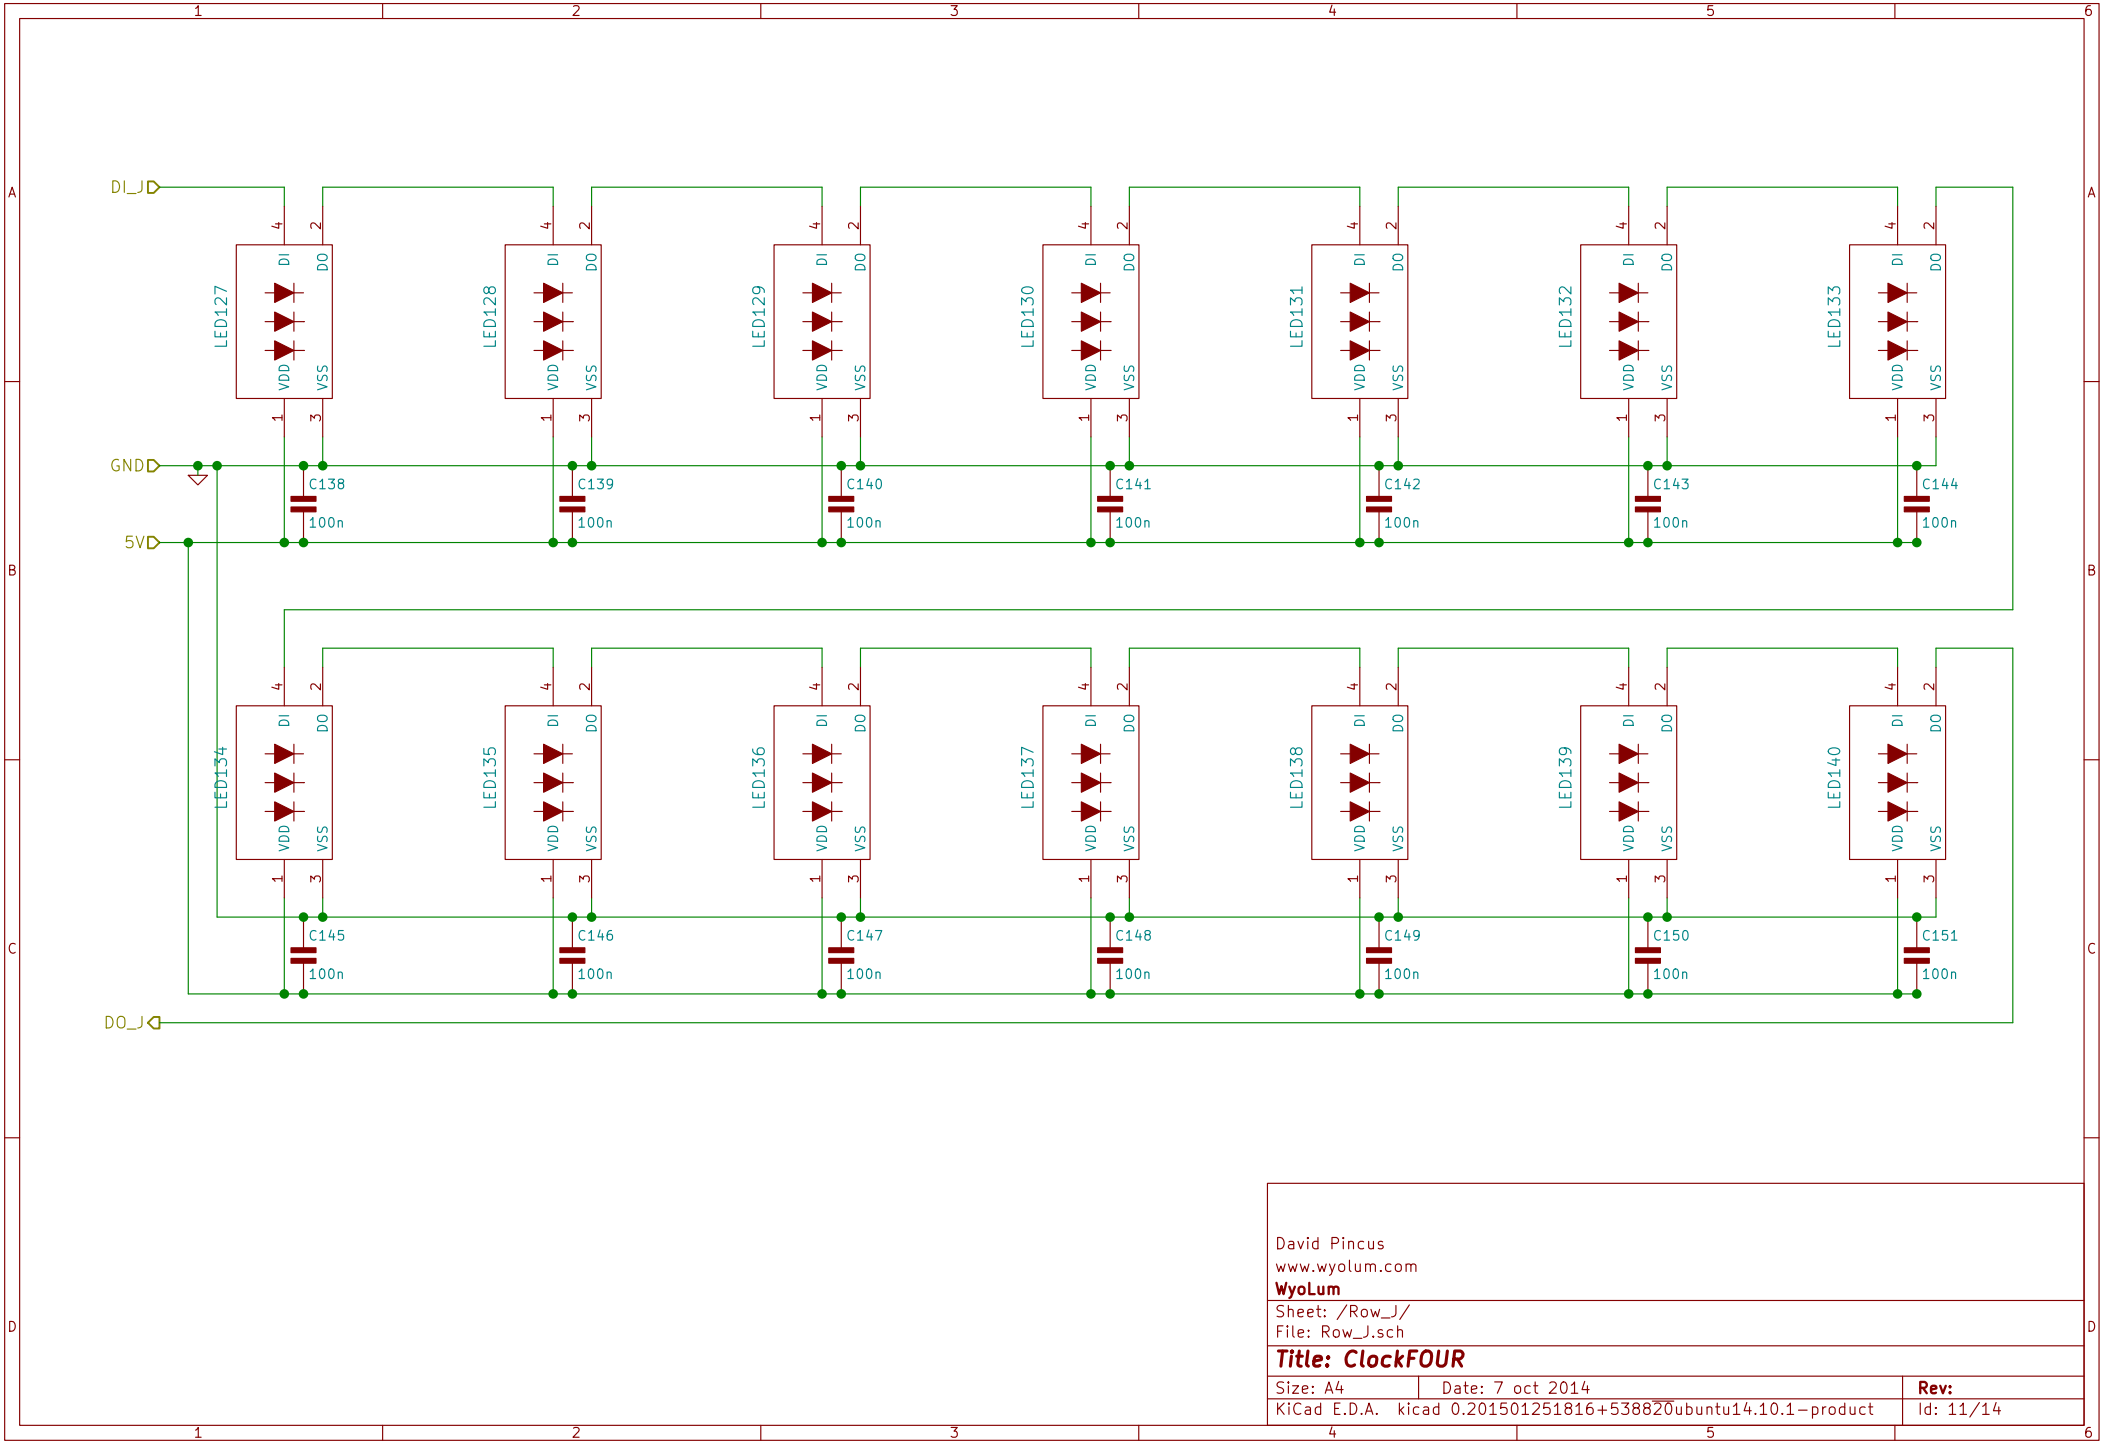 1 2 3 4 5 6
A A
DI_J
4 2 4 2 4 2 4 2 4 2 4 2 4 2
DI DO DI DO DI DO DI DO DI DO DI DO DI DO
LED127 LED128 LED129 LED130 LED131 LED132 LED133
VDD VSS VDD VSS VDD VSS VDD VSS VDD VSS VDD VSS VDD VSS
1 3 1 3 1 3 1 3 1 3 1 3 1 3
GND
C138 C139 C140 C141 C142 C143 C144
100n 100n 100n 100n 100n 100n 100n
5V
B B
4 2 4 2 4 2 4 2 4 2 4 2 4 2
DI DO DI DO DI DO DI DO DI DO DI DO DI DO
LED134 LED135 LED136 LED137 LED138 LED139 LED140
VDD VSS VDD VSS VDD VSS VDD VSS VDD VSS VDD VSS VDD VSS
1 3 1 3 1 3 1 3 1 3 1 3 1 3
C145 C146 C147 C148 C149 C150 C151
C C
100n 100n 100n 100n 100n 100n 100n
DO_J
David Pincus
www.wyolum.com
WyoLum
Sheet: /Row_J/
D D
File: Row_J.sch
Title: ClockFOUR
Size: A4 Date: 7 oct 2014 Rev:
KiCad E.D.A. kicad 0.201501251816+538820ubuntu14.10.1-product Id: 11/14
1 2 3 4 5 6